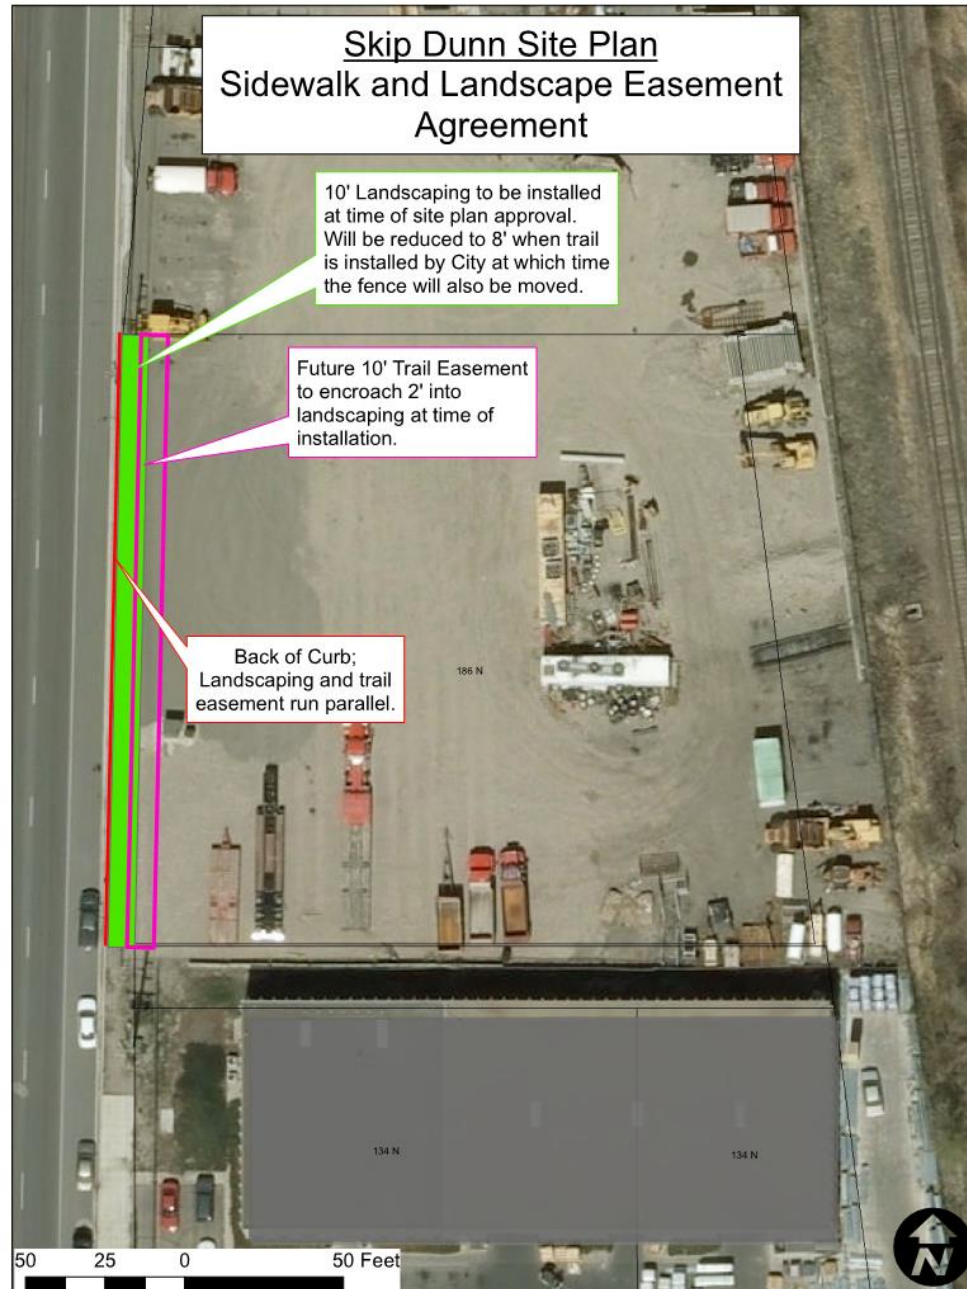 Skip Dunn Site Plan
Sidewalk and Landscape Easement
Agreement
10' Landscaping to be installed
at time of site plan approval.
Will be reduced to 8' when trail
is installed by City at which time
the fence will also be moved.
Future 10' Trail Easement
to encroach 2' into
landscaping at time of
installation.
Back of Curb;
Landscaping and trail
easement run parallel.
186 N
134 N
134 N
50 25 0 50 Feet
N